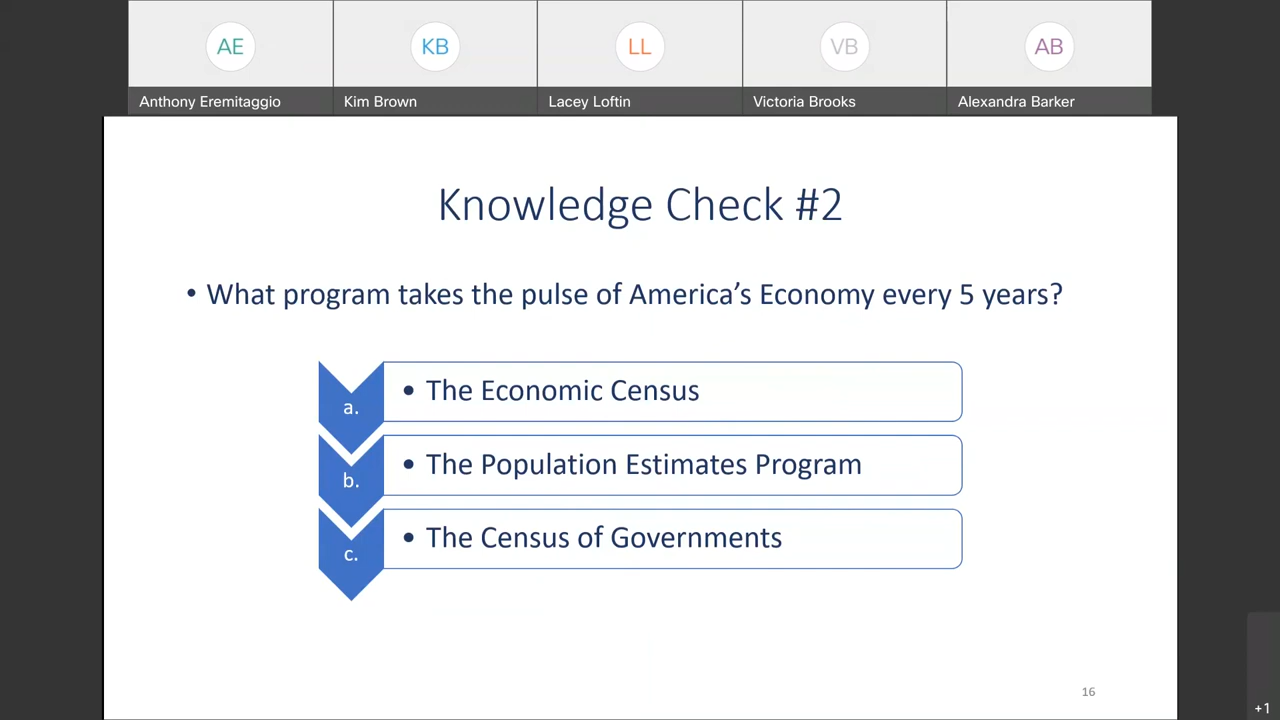 AE
KB
LL
VB
AB
Anthony Eremitaggio
Kim Brown
Lacey Loftin
Victoria Brooks
Alexandra Barker
Knowledge Check #2
• What program takes the pulse of America’s Economy every 5 years?
a.
• The Economic Census
b.
• The Population Estimates Program
c.
• The Census of Governments
16
+1